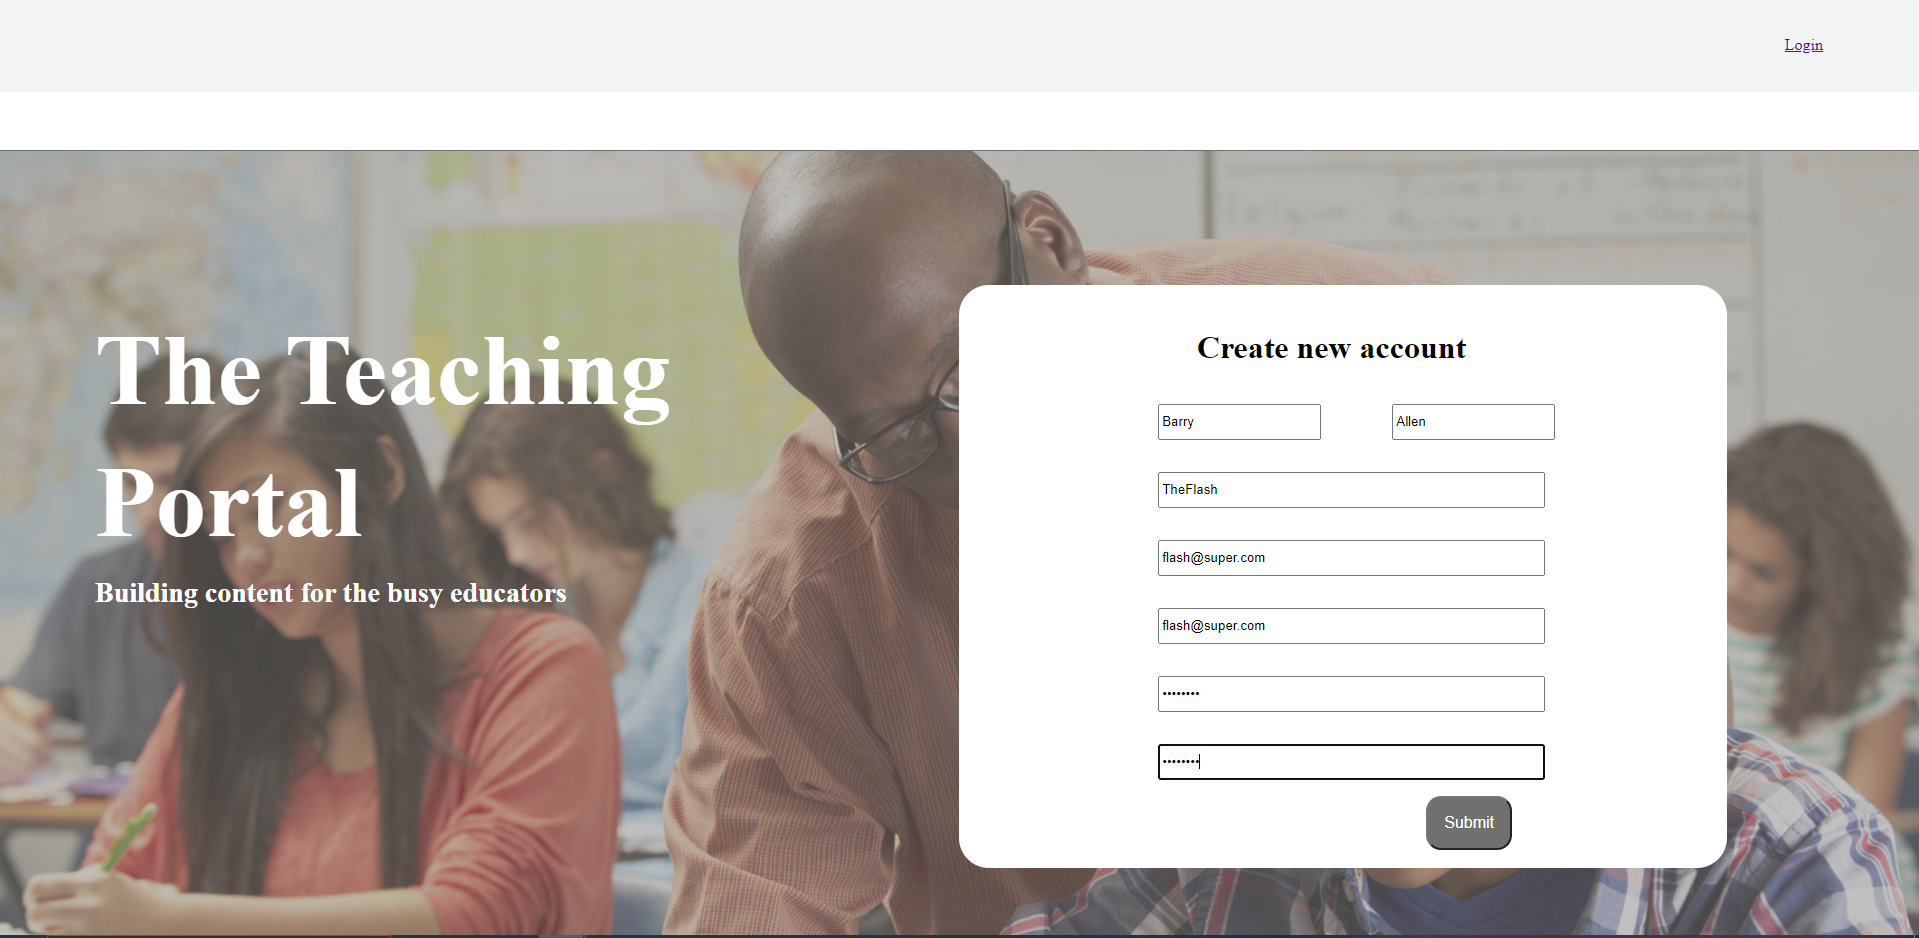 Login
The Teaching
Portal
Building content for the busy educators
Create new account
Barry Allen
TheFlash
flash@super.com
flash@super.com
••••••••
••••••••
Submit